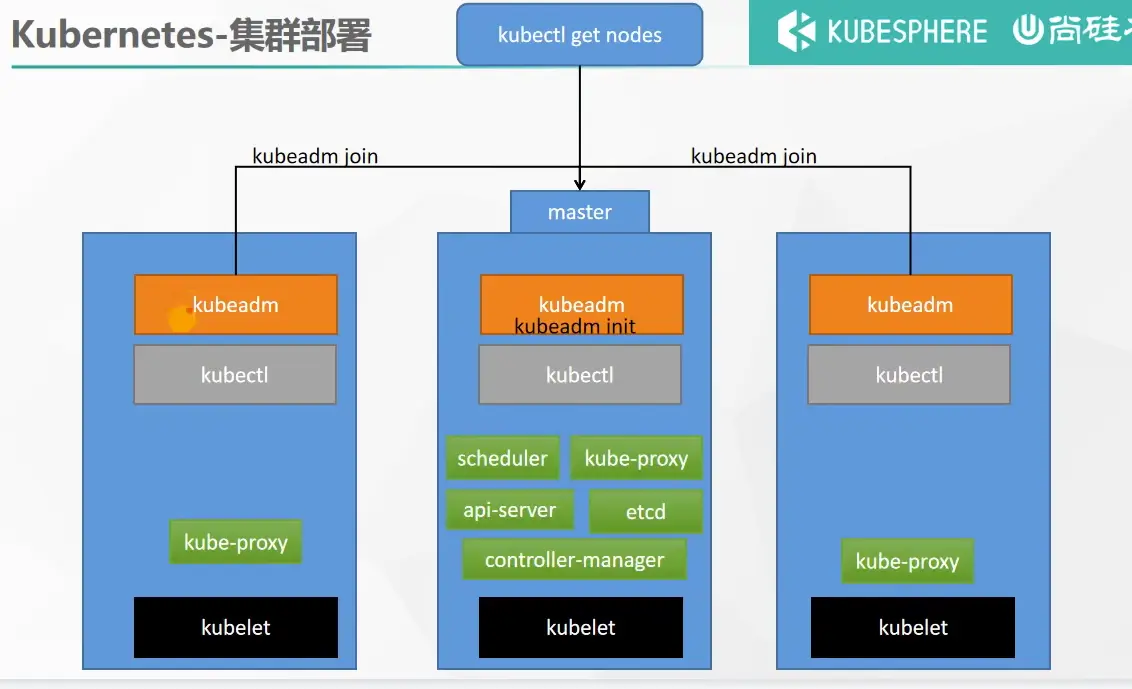 Kubernetes-集群部署
kubectl get nodes
KUBESPHERE
尚硅
kubeadm join
kubeadm join
master
kubeadm
kubeadm
kubeadm init
kubeadm
kubectl
kubectl
kubectl
scheduler
kube-proxy
api-server
etcd
kube-proxy
controller-manager
kube-proxy
kubelet
kubelet
kubelet